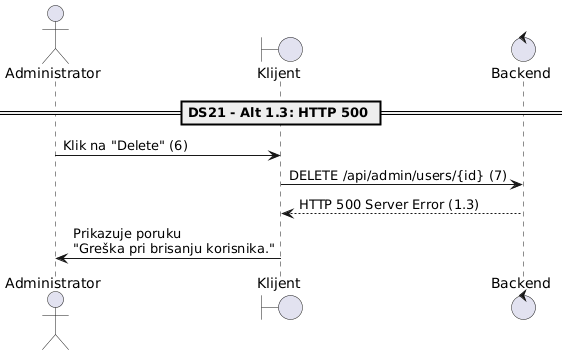 Administrator
Klijent
Backend
DS21 - Alt 1.3: HTTP 500
Klik na "Delete" (6)
DELETE /api/admin/users/{id} (7)
HTTP 500 Server Error (1.3)
Prikazuje poruku
"Greška pri brisanju korisnika."
Administrator
Klijent
Backend